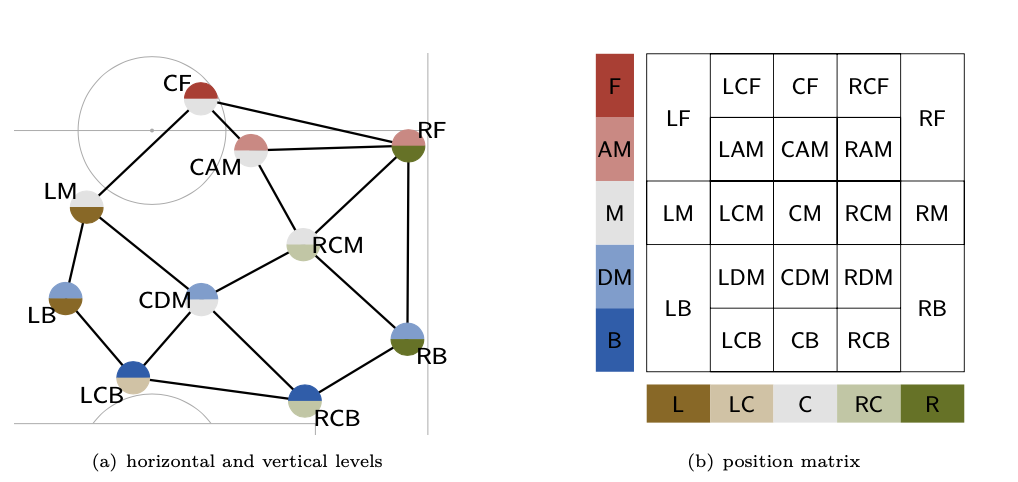 CF
RF
CAM
LM
RCM
CDM
LB
RB
LCB
RCB
(a) horizontal and vertical levels
F
AM
M
DM
B
LF LCF CF RCF RF
LAM CAM RAM
LM LCM CM RCM RM
LB LDM CDM RDM RB
LCB CB RCB
L LC C RC R
(b) position matrix